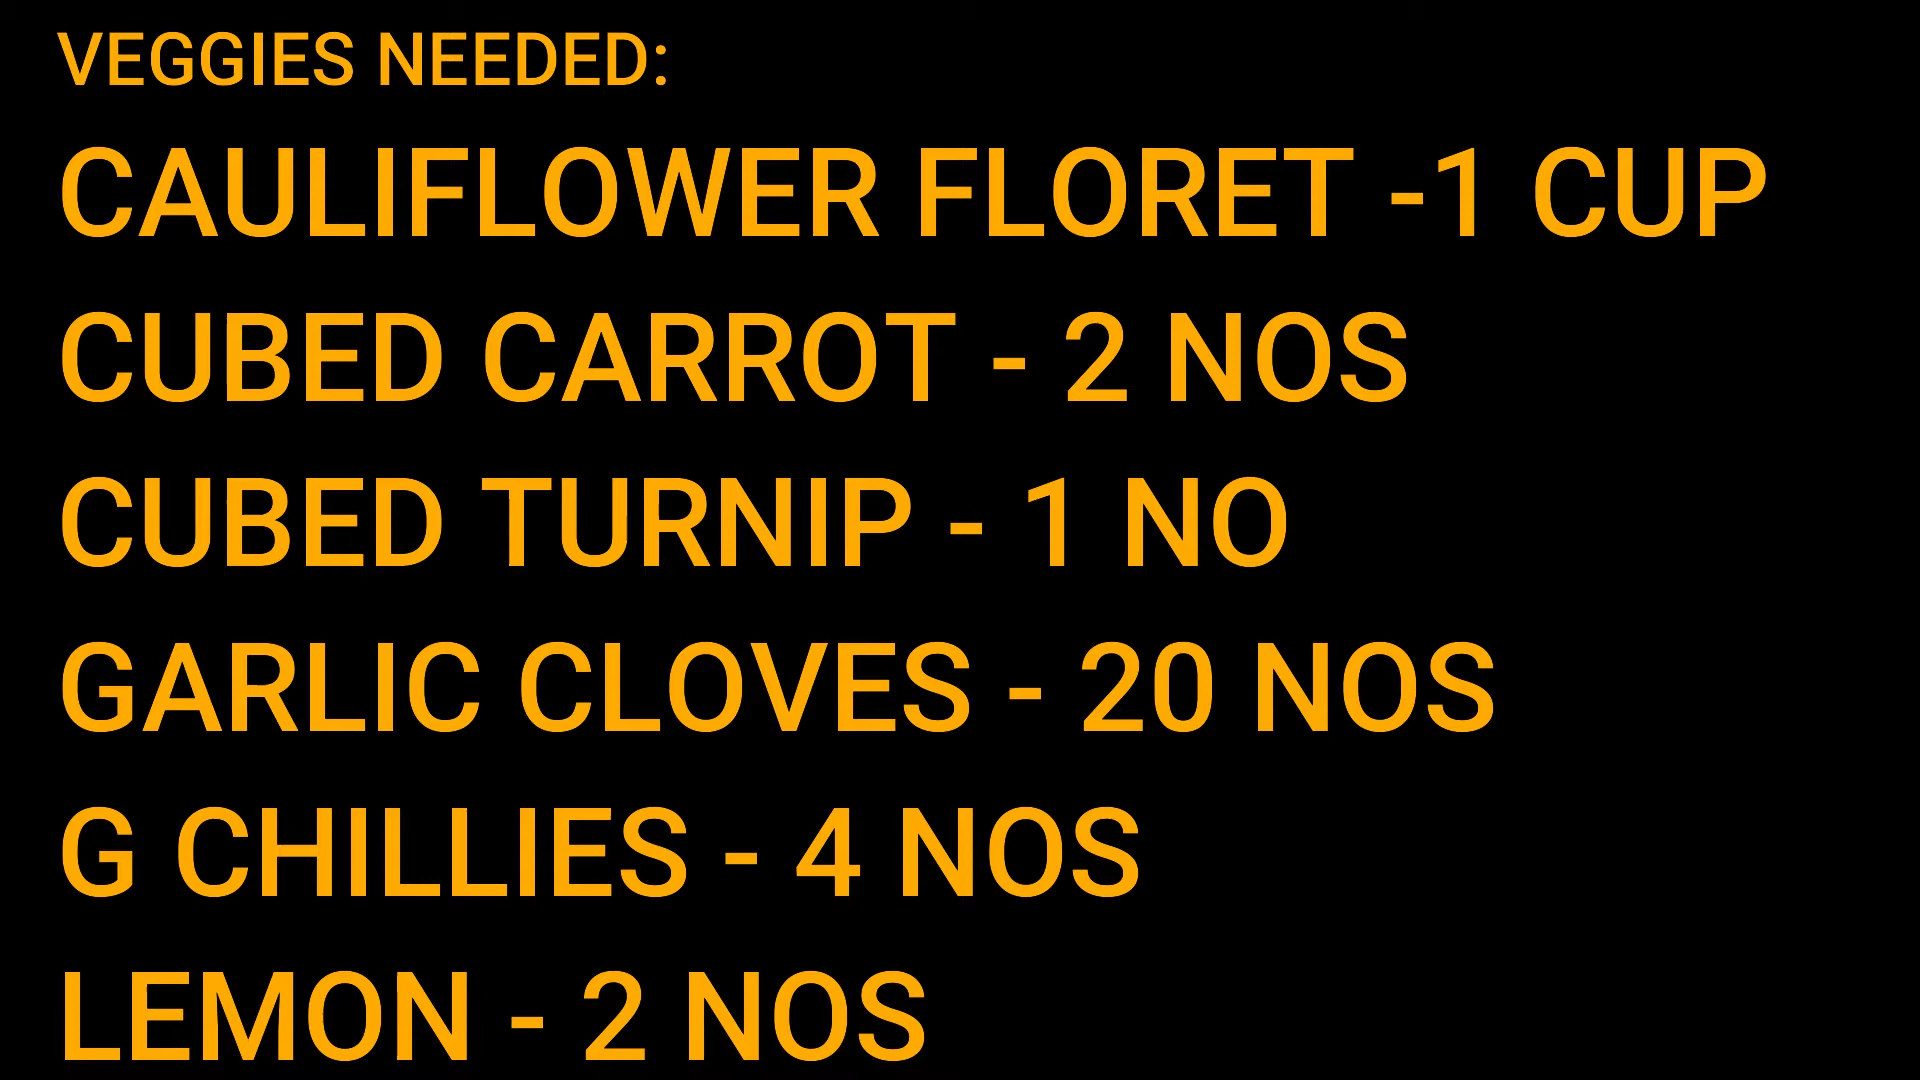 VEGGIES NEEDED:
CAULIFLOWER FLORET -1 CUP
CUBED CARROT - 2 NOS
CUBED TURNIP - 1 NO
GARLIC CLOVES - 20 NOS
G CHILLIES - 4 NOS
LEMON - 2 NOS